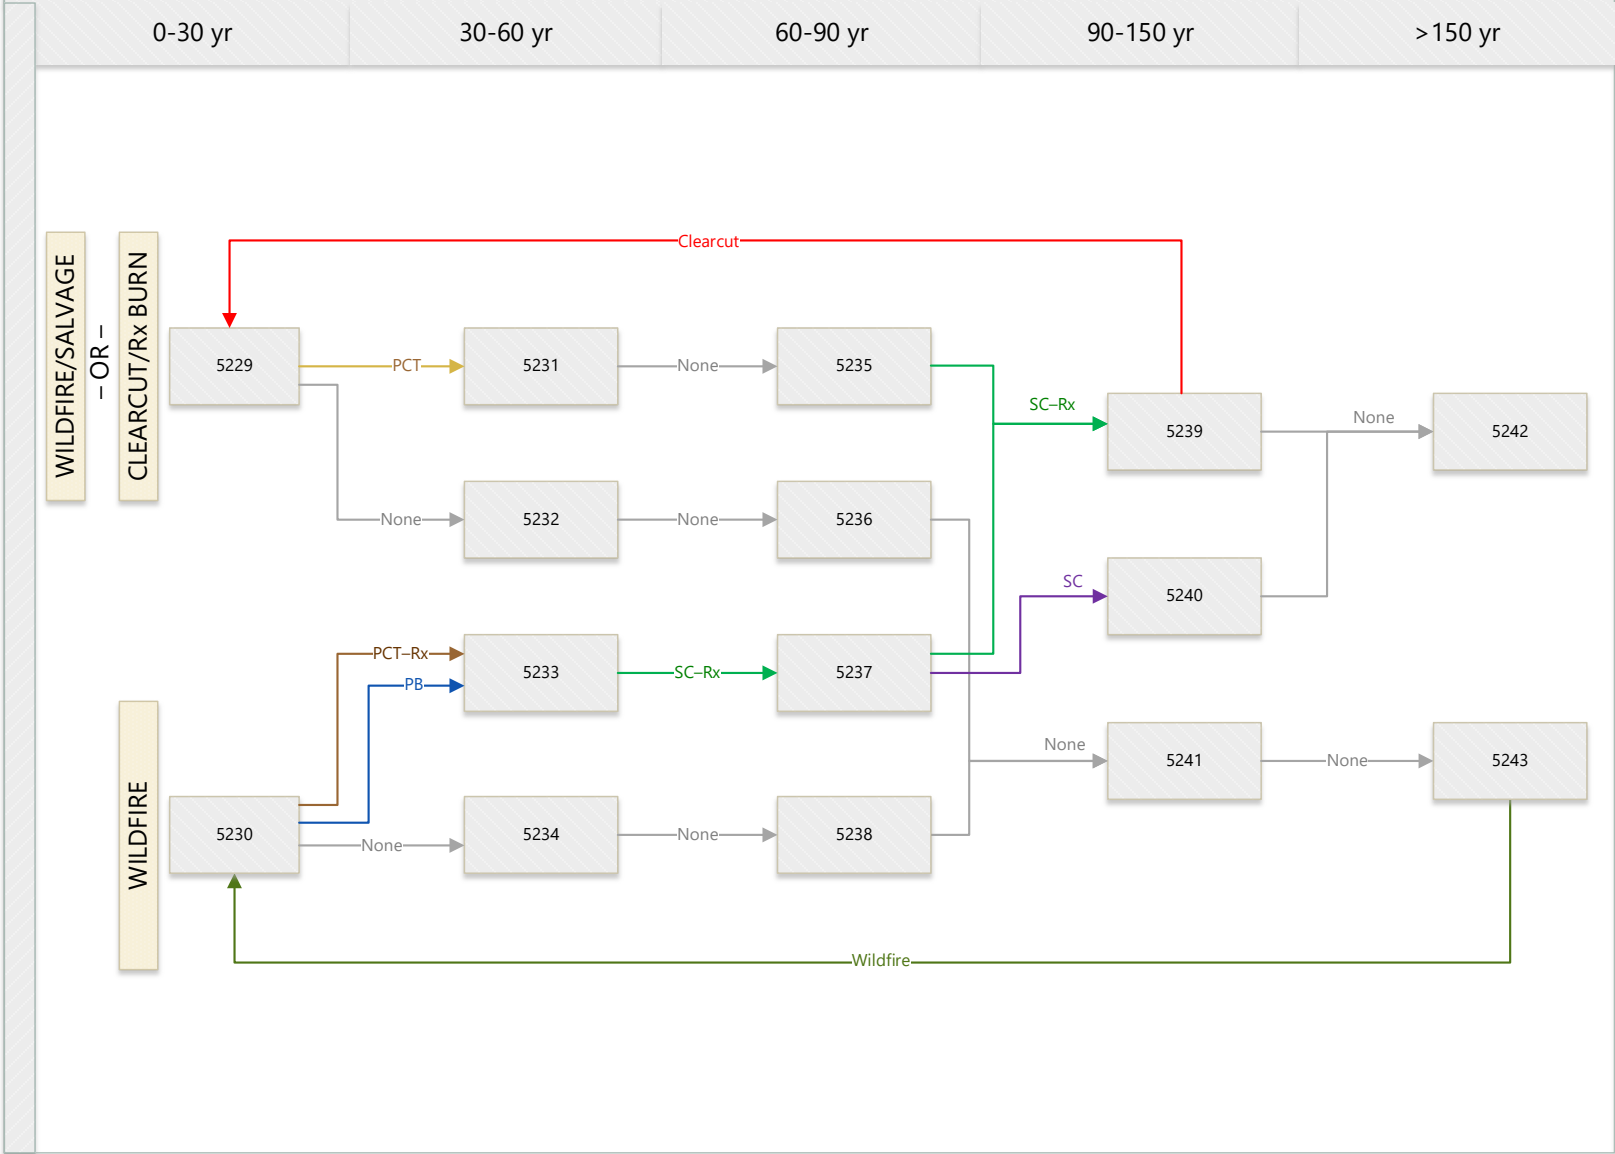 0-30 yr
30-60 yr
60-90 yr
90-150 yr
>150 yr
WILDFIRE/SALVAGE
– OR –
CLEARCUT/Rx BURN
Clearcut
5229
PCT
5231
None
5235
SC–Rx
5239
None
5242
None
5232
None
5236
SC
5240
PCT–Rx
PB
5233
SC–Rx
5237
None
5241
None
5243
WILDFIRE
5230
None
5234
None
5238
Wildfire